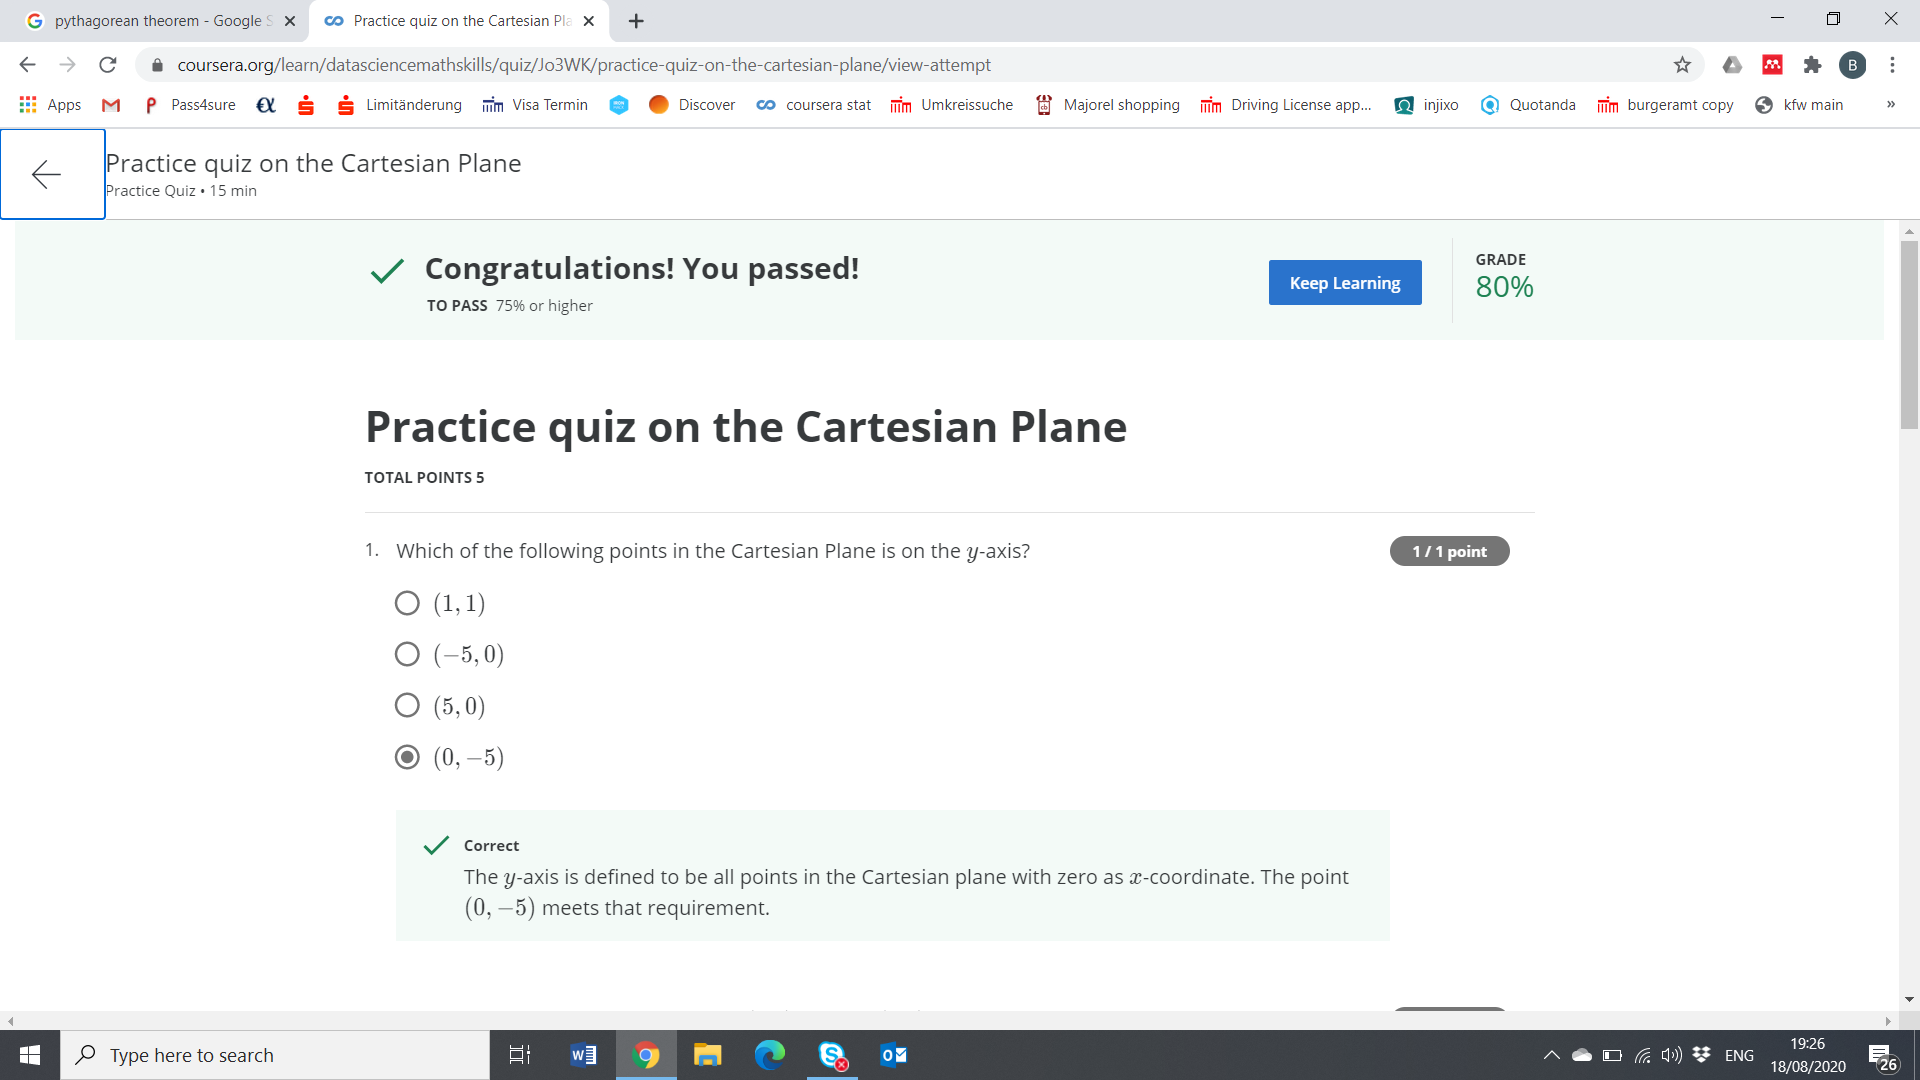 pythagorean theorem - Google S
Practice quiz on the Cartesian Pla
coursera.org/learn/datasciencemathskills/quiz/Jo3WK/practice-quiz-on-the-cartesian-plane/view-attempt
B
Apps Pass4sure Limitänderung Visa Termin Discover coursera stat Umkreissuche Majorel shopping Driving License app... injixo Quotanda burgeramt copy kfw main »
Practice quiz on the Cartesian Plane
Practice Quiz • 15 min
Congratulations! You passed!
TO PASS 75% or higher
Keep Learning
GRADE
80%
Practice quiz on the Cartesian Plane
TOTAL POINTS 5
1. Which of the following points in the Cartesian Plane is on the y-axis?
1 / 1 point
(1, 1)
(−5, 0)
(5, 0)
(0, −5)
Correct
The y-axis is defined to be all points in the Cartesian plane with zero as x-coordinate. The point
(0, −5) meets that requirement.
Type here to search
ENG
19:26
18/08/2020
26